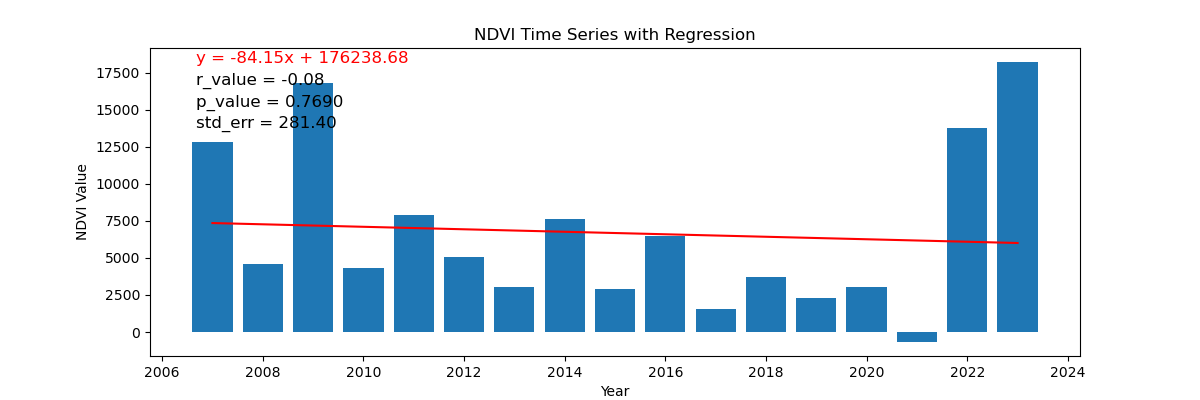 NDVI Time Series with Regression
y = -84.15x + 176238.68
r_value = -0.08
p_value = 0.7690
std_err = 281.40
17500
15000
12500
10000
7500
5000
2500
0
NDVI Value
2006 2008 2010 2012 2014 2016 2018 2020 2022 2024
Year